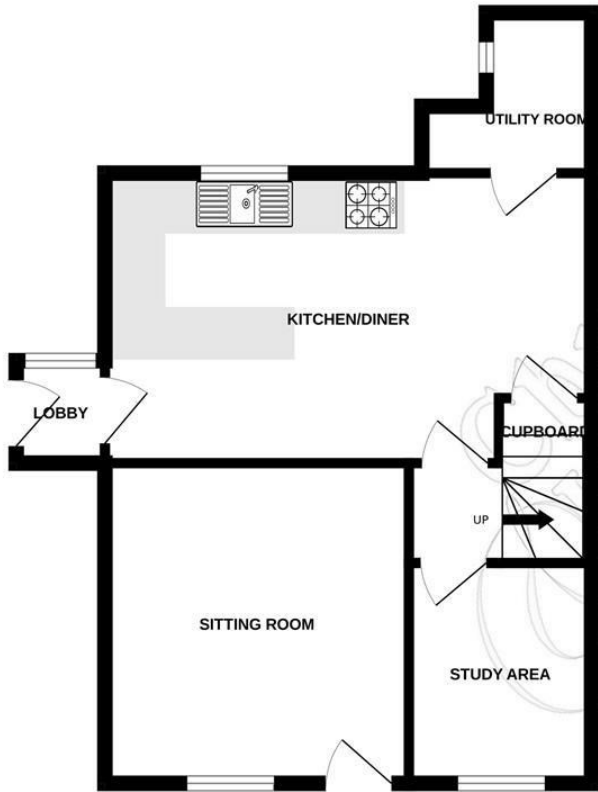 UTILITY ROOM
KITCHEN/DINER
LOBBY
CUPBOARD
UP
SITTING ROOM
STUDY AREA